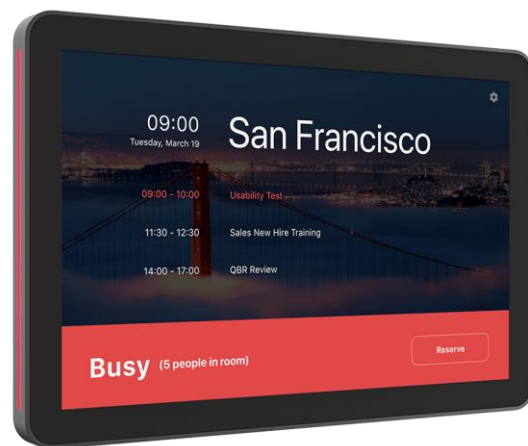 09:00
San Francisco
Tuesday, March 19
09:00 - 10:00 Usability Test
11:30 - 12:30 Sales New Hire Training
14:00 - 17:00 QBR Review
Busy (5 people in room)
Reserve